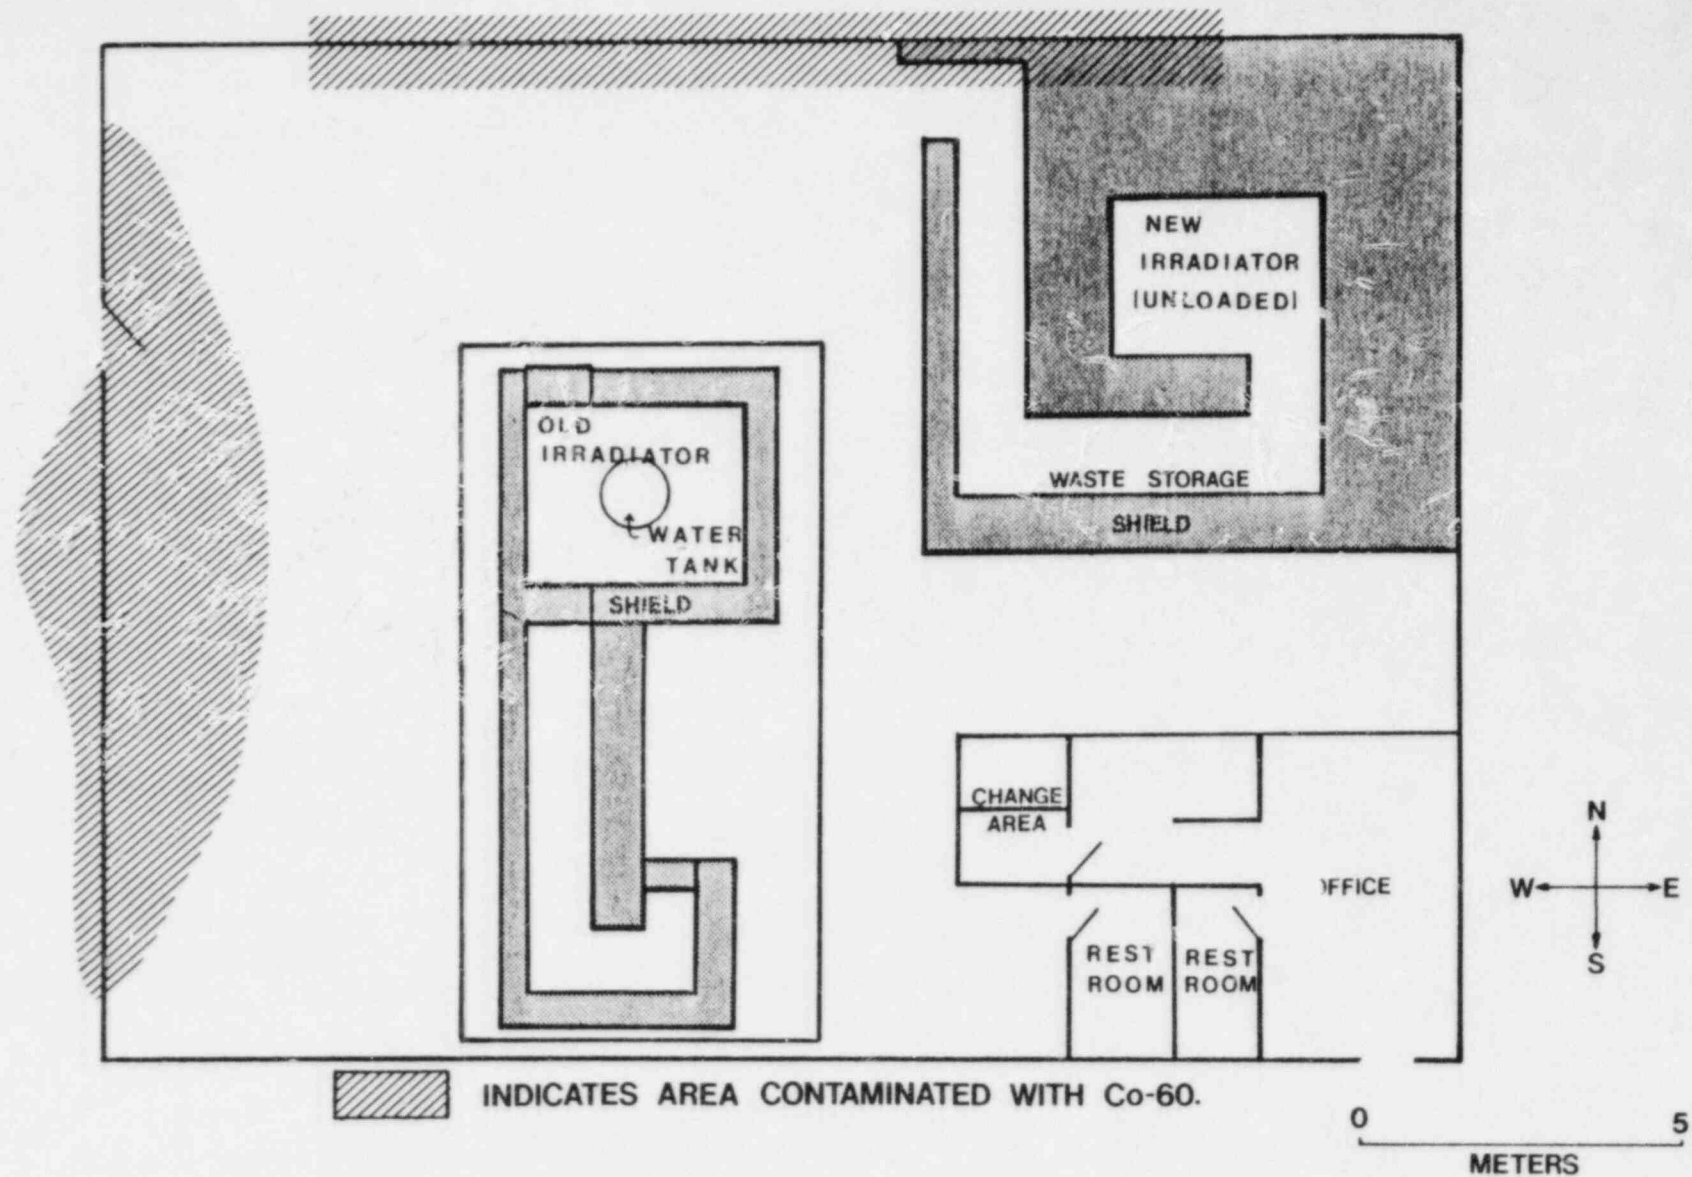 NEW
IRRADIATOR
(UNLOADED)
OLD
IRRADIATOR
WATER
TANK
SHIELD
WASTE STORAGE
SHIELD
CHANGE
AREA
OFFICE
REST
ROOM
REST
ROOM
N
W E
S
INDICATES AREA CONTAMINATED WITH Co-60.
0 5
METERS